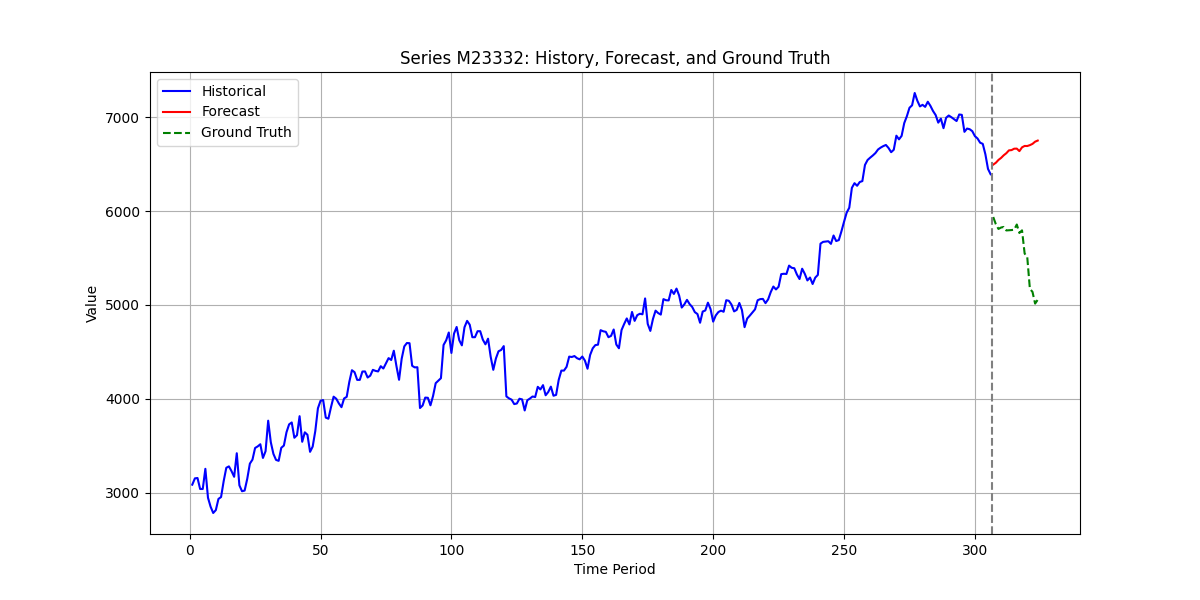 Series M23332: History, Forecast, and Ground Truth
Historical
Forecast
Ground Truth
7000
6000
5000
4000
3000
Value
0 50 100 150 200 250 300
Time Period